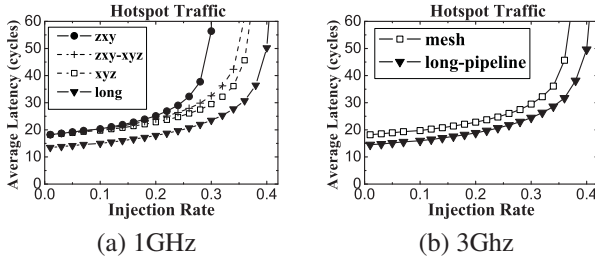 Hotspot Traffic
Average Latency (cycles)
60
50
40
30
20
10
0
zxy
zxy-xyz
xyz
long
0.0 0.1 0.2 0.3 0.4
Injection Rate
(a) 1GHz
Hotspot Traffic
Average Latency (cycles)
60
50
40
30
20
10
0
mesh
long-pipeline
0.0 0.1 0.2 0.3 0.4
Injection Rate
(b) 3Ghz